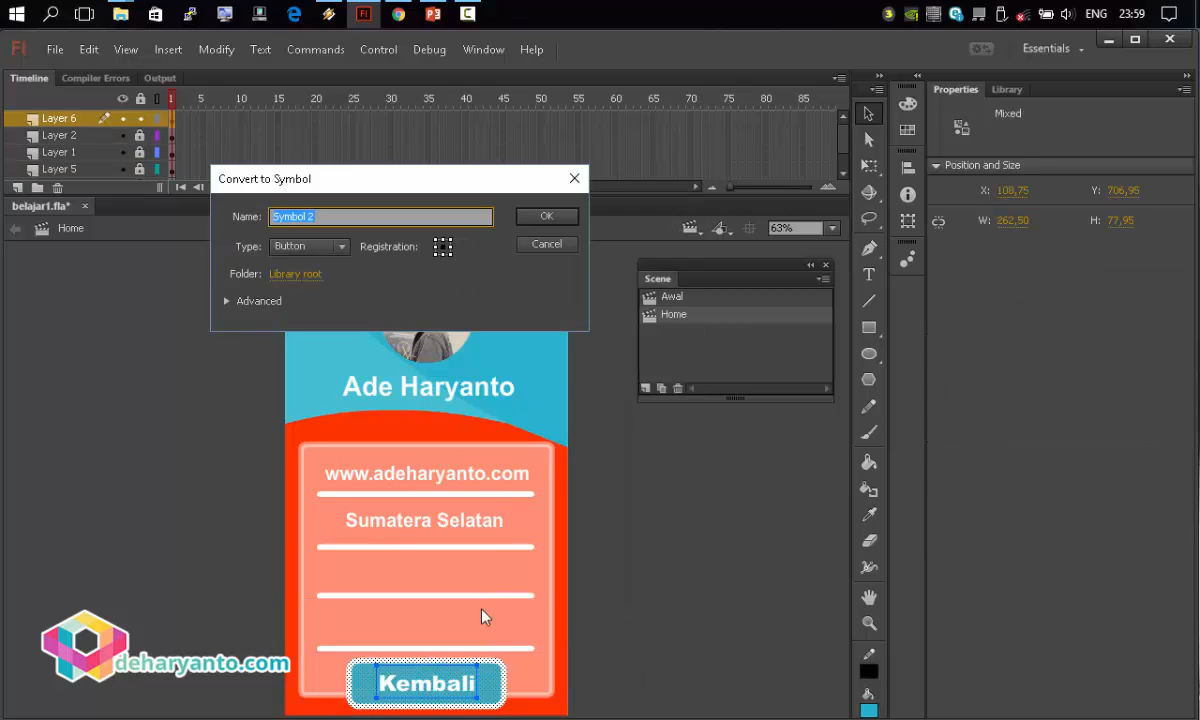 ENG 23:59
Fl File Edit View Insert Modify Text Commands Control Debug Window Help Essentials
Timeline Compiler Errors Output
1 5 10 15 20 25 30 35 40 45 50 55 60 65 70 75 80 85
Layer 6
Layer 2
Layer 1
Layer 5
belajar1.fla*
Home
63%
Convert to Symbol
Name: Symbol 2 OK
Type: Button Registration: Cancel
Folder: Library root
Advanced
Scene
Awal
Home
Properties Library
Mixed
Position and Size
X: 108,75 Y: 706,95
W: 262,50 H: 77,95
Ade Haryanto
www.adeharyanto.com
Sumatera Selatan
Kembali
deharyanto.com